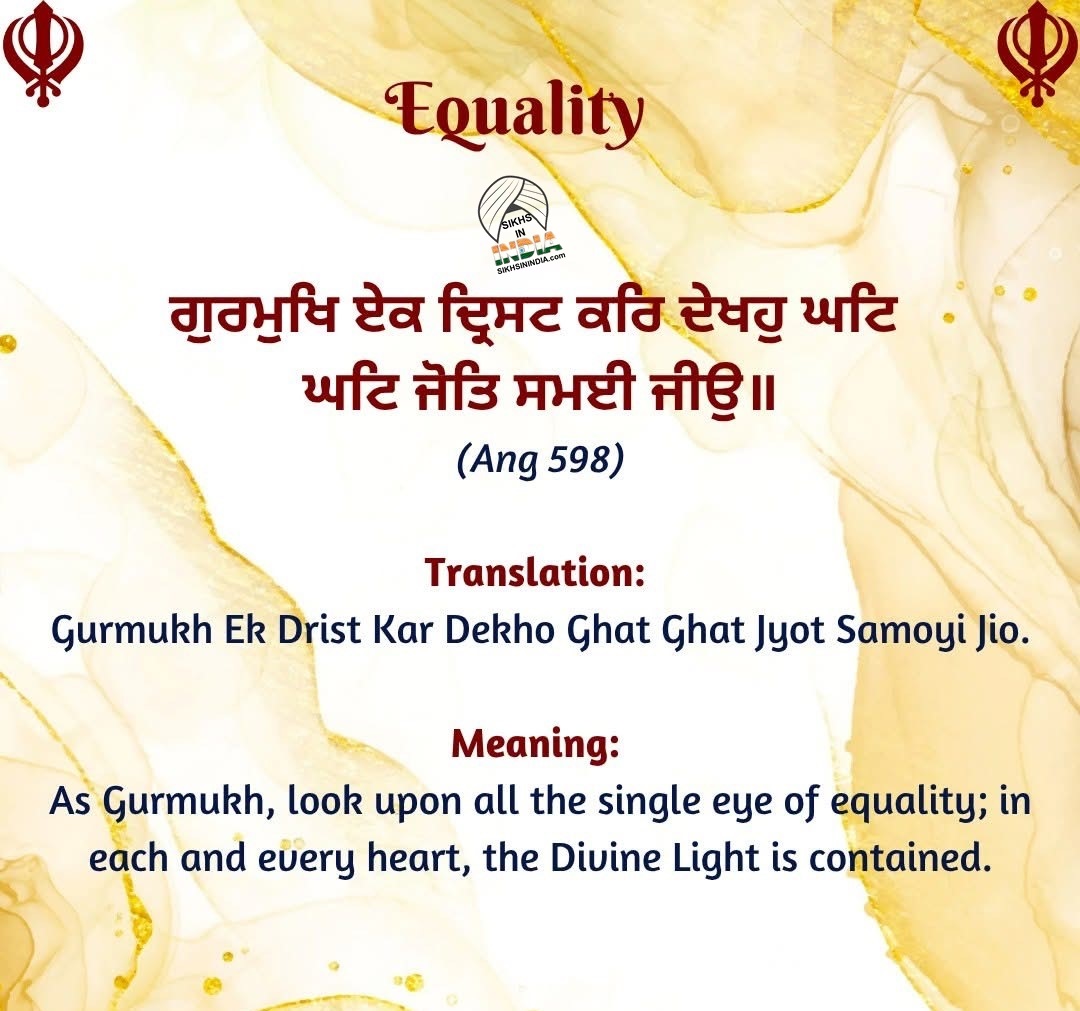 Equality
SIKHS
IN
INDIA
SIKHSININDIA.com
ਗੁਰਮੁਖਿ ਏਕ ਦ੍ਰਿਸਟ ਕਰਿ ਦੇਖਹੁ ਘਟਿ
ਘਟਿ ਜੋਤਿ ਸਮਈ ਜੀਉ॥
(Ang 598)
Translation:
Gurmukh Ek Drist Kar Dekho Ghat Ghat Jyot Samoyi Jio.
Meaning:
As Gurmukh, look upon all the single eye of equality; in
each and every heart, the Divine Light is contained.